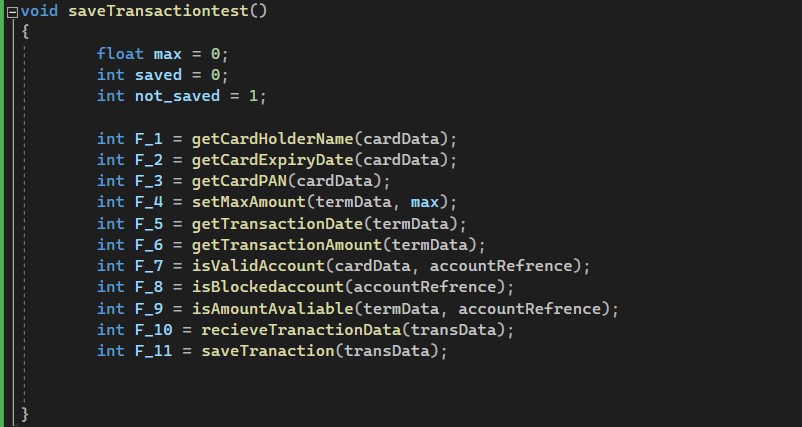 void saveTransactiontest()
{
float max = 0;
int saved = 0;
int not_saved = 1;
int F_1 = getCardHolderName(cardData);
int F_2 = getCardExpiryDate(cardData);
int F_3 = getCardPAN(cardData);
int F_4 = setMaxAmount(termData, max);
int F_5 = getTransactionDate(termData);
int F_6 = getTransactionAmount(termData);
int F_7 = isValidAccount(cardData, accountRefrence);
int F_8 = isBlockedaccount(accountRefrence);
int F_9 = isAmountAvaliable(termData, accountRefrence);
int F_10 = recieveTranactionData(transData);
int F_11 = saveTranaction(transData);
}